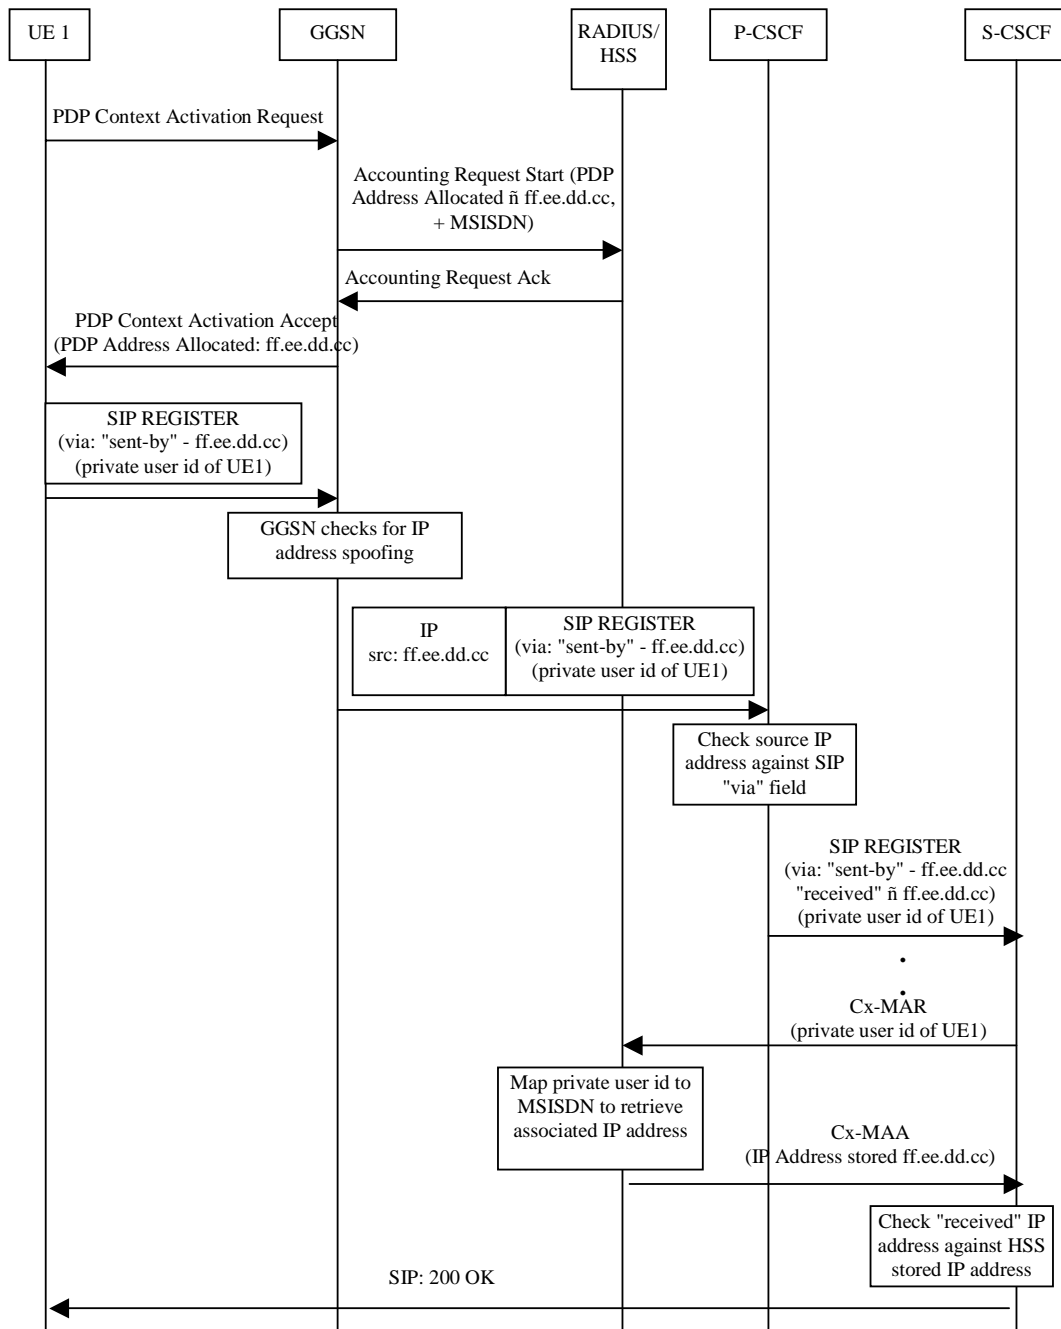 UE 1
GGSN
RADIUS/
HSS
P-CSCF
S-CSCF
PDP Context Activation Request
Accounting Request Start (PDP
Address Allocated ñ ff.ee.dd.cc,
+ MSISDN)
Accounting Request Ack
PDP Context Activation Accept
(PDP Address Allocated: ff.ee.dd.cc)
SIP REGISTER
(via: "sent-by" - ff.ee.dd.cc)
(private user id of UE1)
GGSN checks for IP
address spoofing
IP
src: ff.ee.dd.cc
SIP REGISTER
(via: "sent-by" - ff.ee.dd.cc)
(private user id of UE1)
Check source IP
address against SIP
"via" field
SIP REGISTER
(via: "sent-by" - ff.ee.dd.cc
"received" ñ ff.ee.dd.cc)
(private user id of UE1)
.
.
Cx-MAR
(private user id of UE1)
Map private user id to
MSISDN to retrieve
associated IP address
Cx-MAA
(IP Address stored ff.ee.dd.cc)
Check "received" IP
address against HSS
stored IP address
SIP: 200 OK